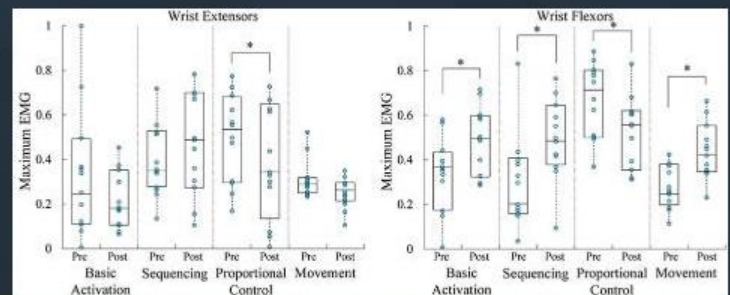 Wrist Extensors
Maximum EMG
1
0.8
0.6
0.4
0.2
0
*
Pre Post Pre Post Pre Post Pre Post
Basic Activation
Sequencing
Proportional Control
Movement
Wrist Flexors
Maximum EMG
1
0.8
0.6
0.4
0.2
0
* * * *
Pre Post Pre Post Pre Post Pre Post
Basic Activation
Sequencing
Proportional Control
Movement